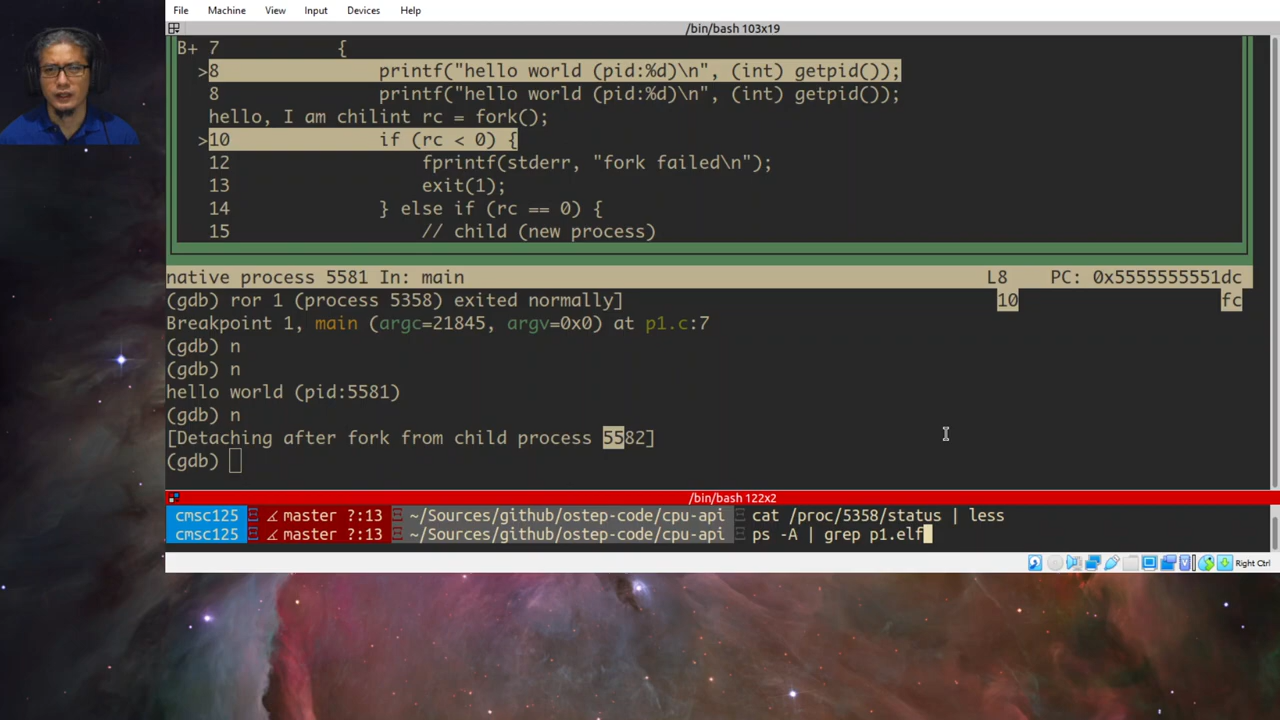 File Machine View Input Devices Help
/bin/bash 103x19
B+ 7 {
>8 printf("hello world (pid:%d)\n", (int) getpid());
8 printf("hello world (pid:%d)\n", (int) getpid());
hello, I am chilint rc = fork();
>10 if (rc < 0) {
12 fprintf(stderr, "fork failed\n");
13 exit(1);
14 } else if (rc == 0) {
15 // child (new process)
native process 5581 In: main L8 PC: 0x5555555551dc
(gdb) ror 1 (process 5358) exited normally] 10 fc
Breakpoint 1, main (argc=21845, argv=0x0) at p1.c:7
(gdb) n
(gdb) n
hello world (pid:5581)
(gdb) n
[Detaching after fork from child process 5582]
(gdb)
/bin/bash 122x2
cmsc125 master ?:13 ~/Sources/github/ostep-code/cpu-api cat /proc/5358/status | less
cmsc125 master ?:13 ~/Sources/github/ostep-code/cpu-api ps -A | grep p1.elf
Right Ctrl